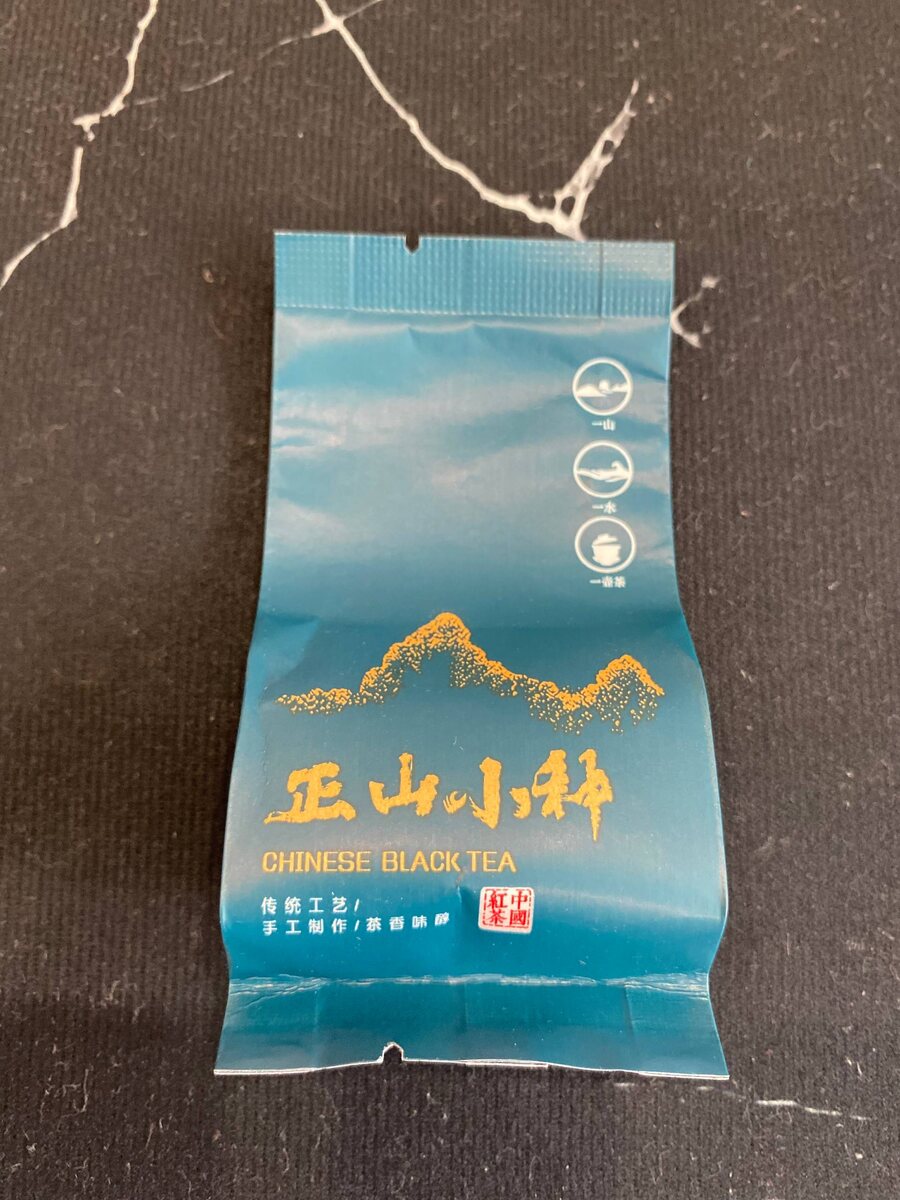 一山
一水
一壶茶
正山小种
CHINESE BLACK TEA
传统工艺/
手工制作/茶香味醇
中國
紅茶